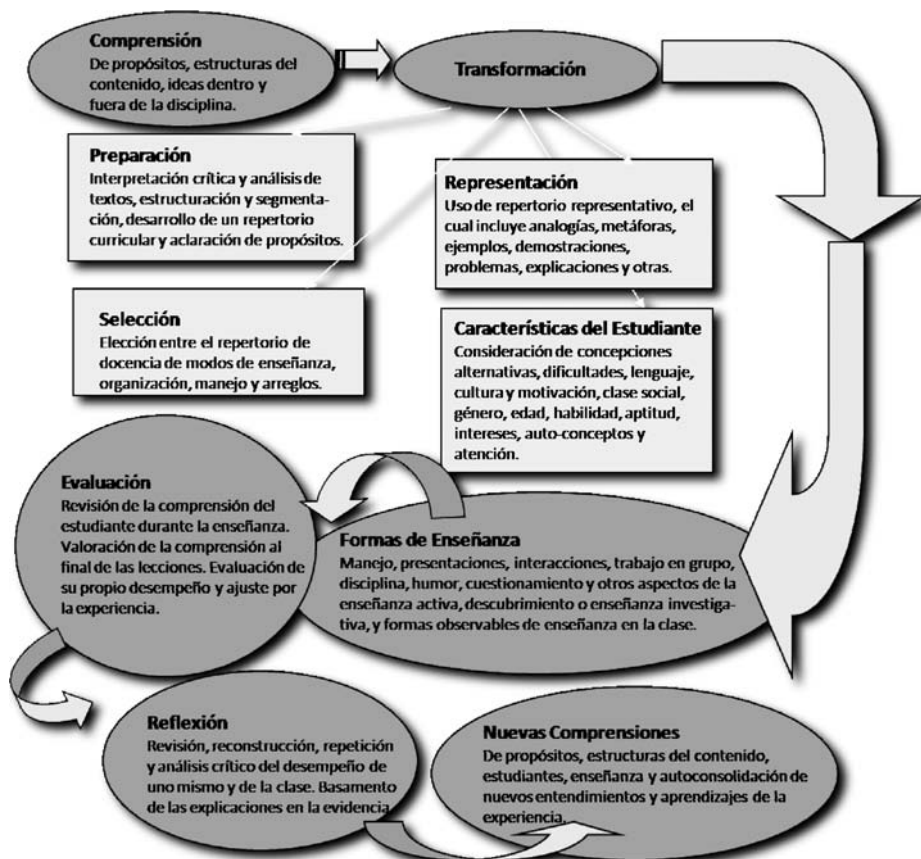 Comprensión
De propósitos, estructuras del
contenido, ideas dentro y
fuera de la disciplina.
Transformación
Preparación
Interpretación crítica y análisis de
textos, estructuración y segmenta-
ción, desarrollo de un repertorio
curricular y aclaración de propósitos.
Representación
Uso de repertorio representativo, el
cual incluye analogías, metáforas,
ejemplos, demostraciones,
problemas, explicaciones y otras.
Selección
Elección entre el repertorio de
docencia de modos de enseñanza,
organización, manejo y arreglos.
Características del Estudiante
Consideración de concepciones
alternativas, dificultades, lenguaje,
cultura y motivación, clase social,
género, edad, habilidad, aptitud,
intereses, auto-conceptos y
atención.
Evaluación
Revisión de la comprensión del
estudiante durante la enseñanza.
Valoración de la comprensión al
final de las lecciones. Evaluación de
su propio desempeño y ajuste por
la experiencia.
Formas de Enseñanza
Manejo, presentaciones, interacciones, trabajo en grupo,
disciplina, humor, cuestionamiento y otros aspectos de la
enseñanza activa, descubrimiento o enseñanza investiga-
tiva, y formas observables de enseñanza en la clase.
Reflexión
Revisión, reconstrucción, repetición
y análisis crítico del desempeño de
uno mismo y de la clase. Basamento
de las explicaciones en la evidencia.
Nuevas Comprensiones
De propósitos, estructuras del contenido,
estudiantes, enseñanza y autoconsolidación de
nuevos entendimientos y aprendizajes de la
experiencia.